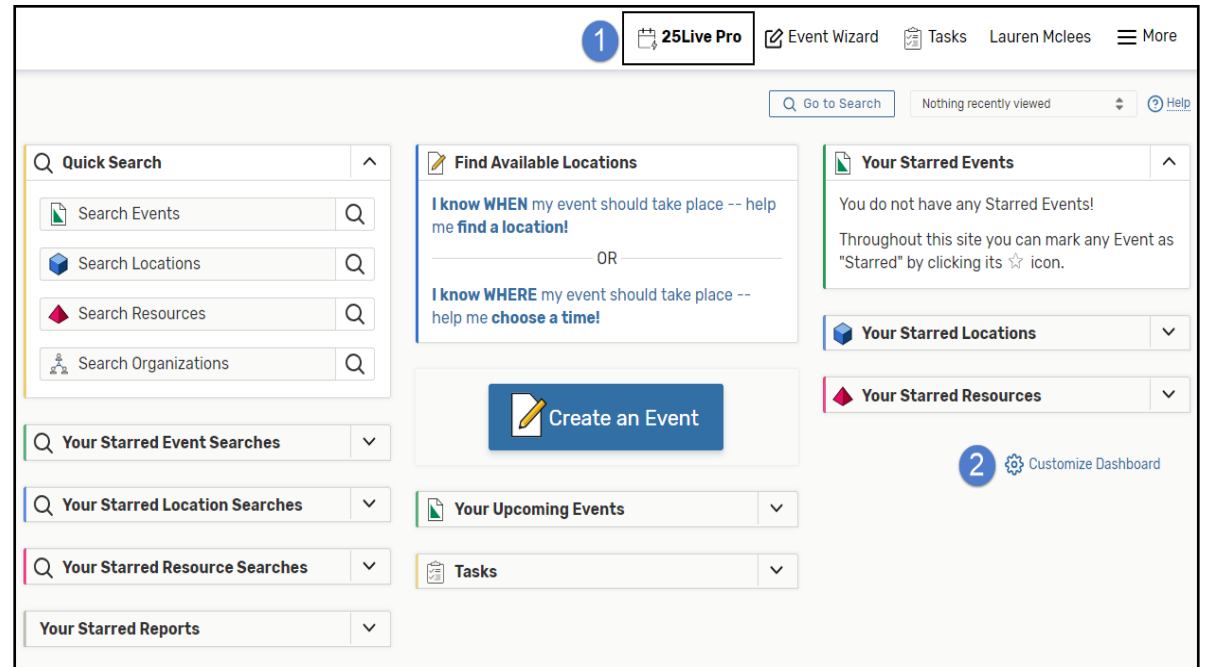 1 25Live Pro Event Wizard Tasks Lauren Mclees More
Go to Search Nothing recently viewed ? Help
Quick Search
Search Events
Search Locations
Search Resources
Search Organizations
Your Starred Event Searches
Your Starred Location Searches
Your Starred Resource Searches
Your Starred Reports
Find Available Locations
I know WHEN my event should take place -- help
me find a location!
OR
I know WHERE my event should take place --
help me choose a time!
Create an Event
Your Upcoming Events
Tasks
Your Starred Events
You do not have any Starred Events!
Throughout this site you can mark any Event as
"Starred" by clicking its ☆ icon.
Your Starred Locations
Your Starred Resources
2 Customize Dashboard